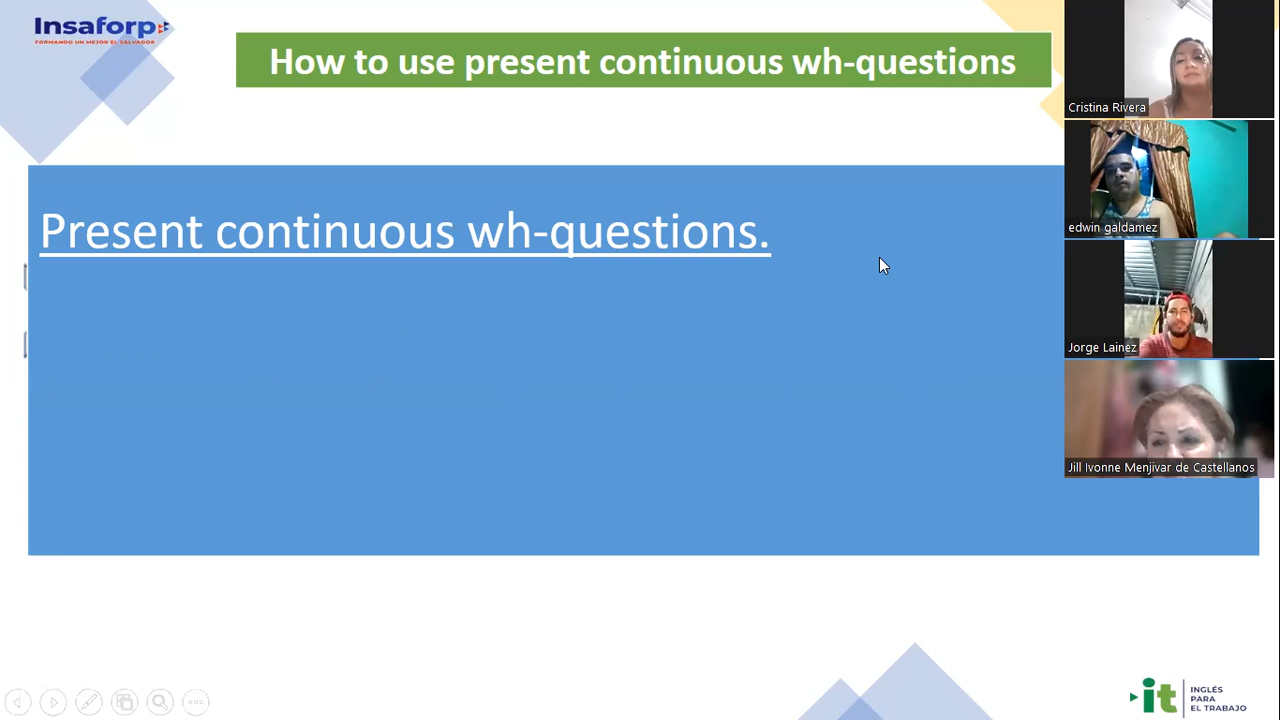 Insaforp
FORMANDO UN MEJOR EL SALVADOR
How to use present continuous wh-questions
Present continuous wh-questions.
Cristina Rivera
edwin galdamez
Jorge Lainez
Jill Ivonne Menjivar de Castellanos
it
INGLÉS
PARA
EL TRABAJO